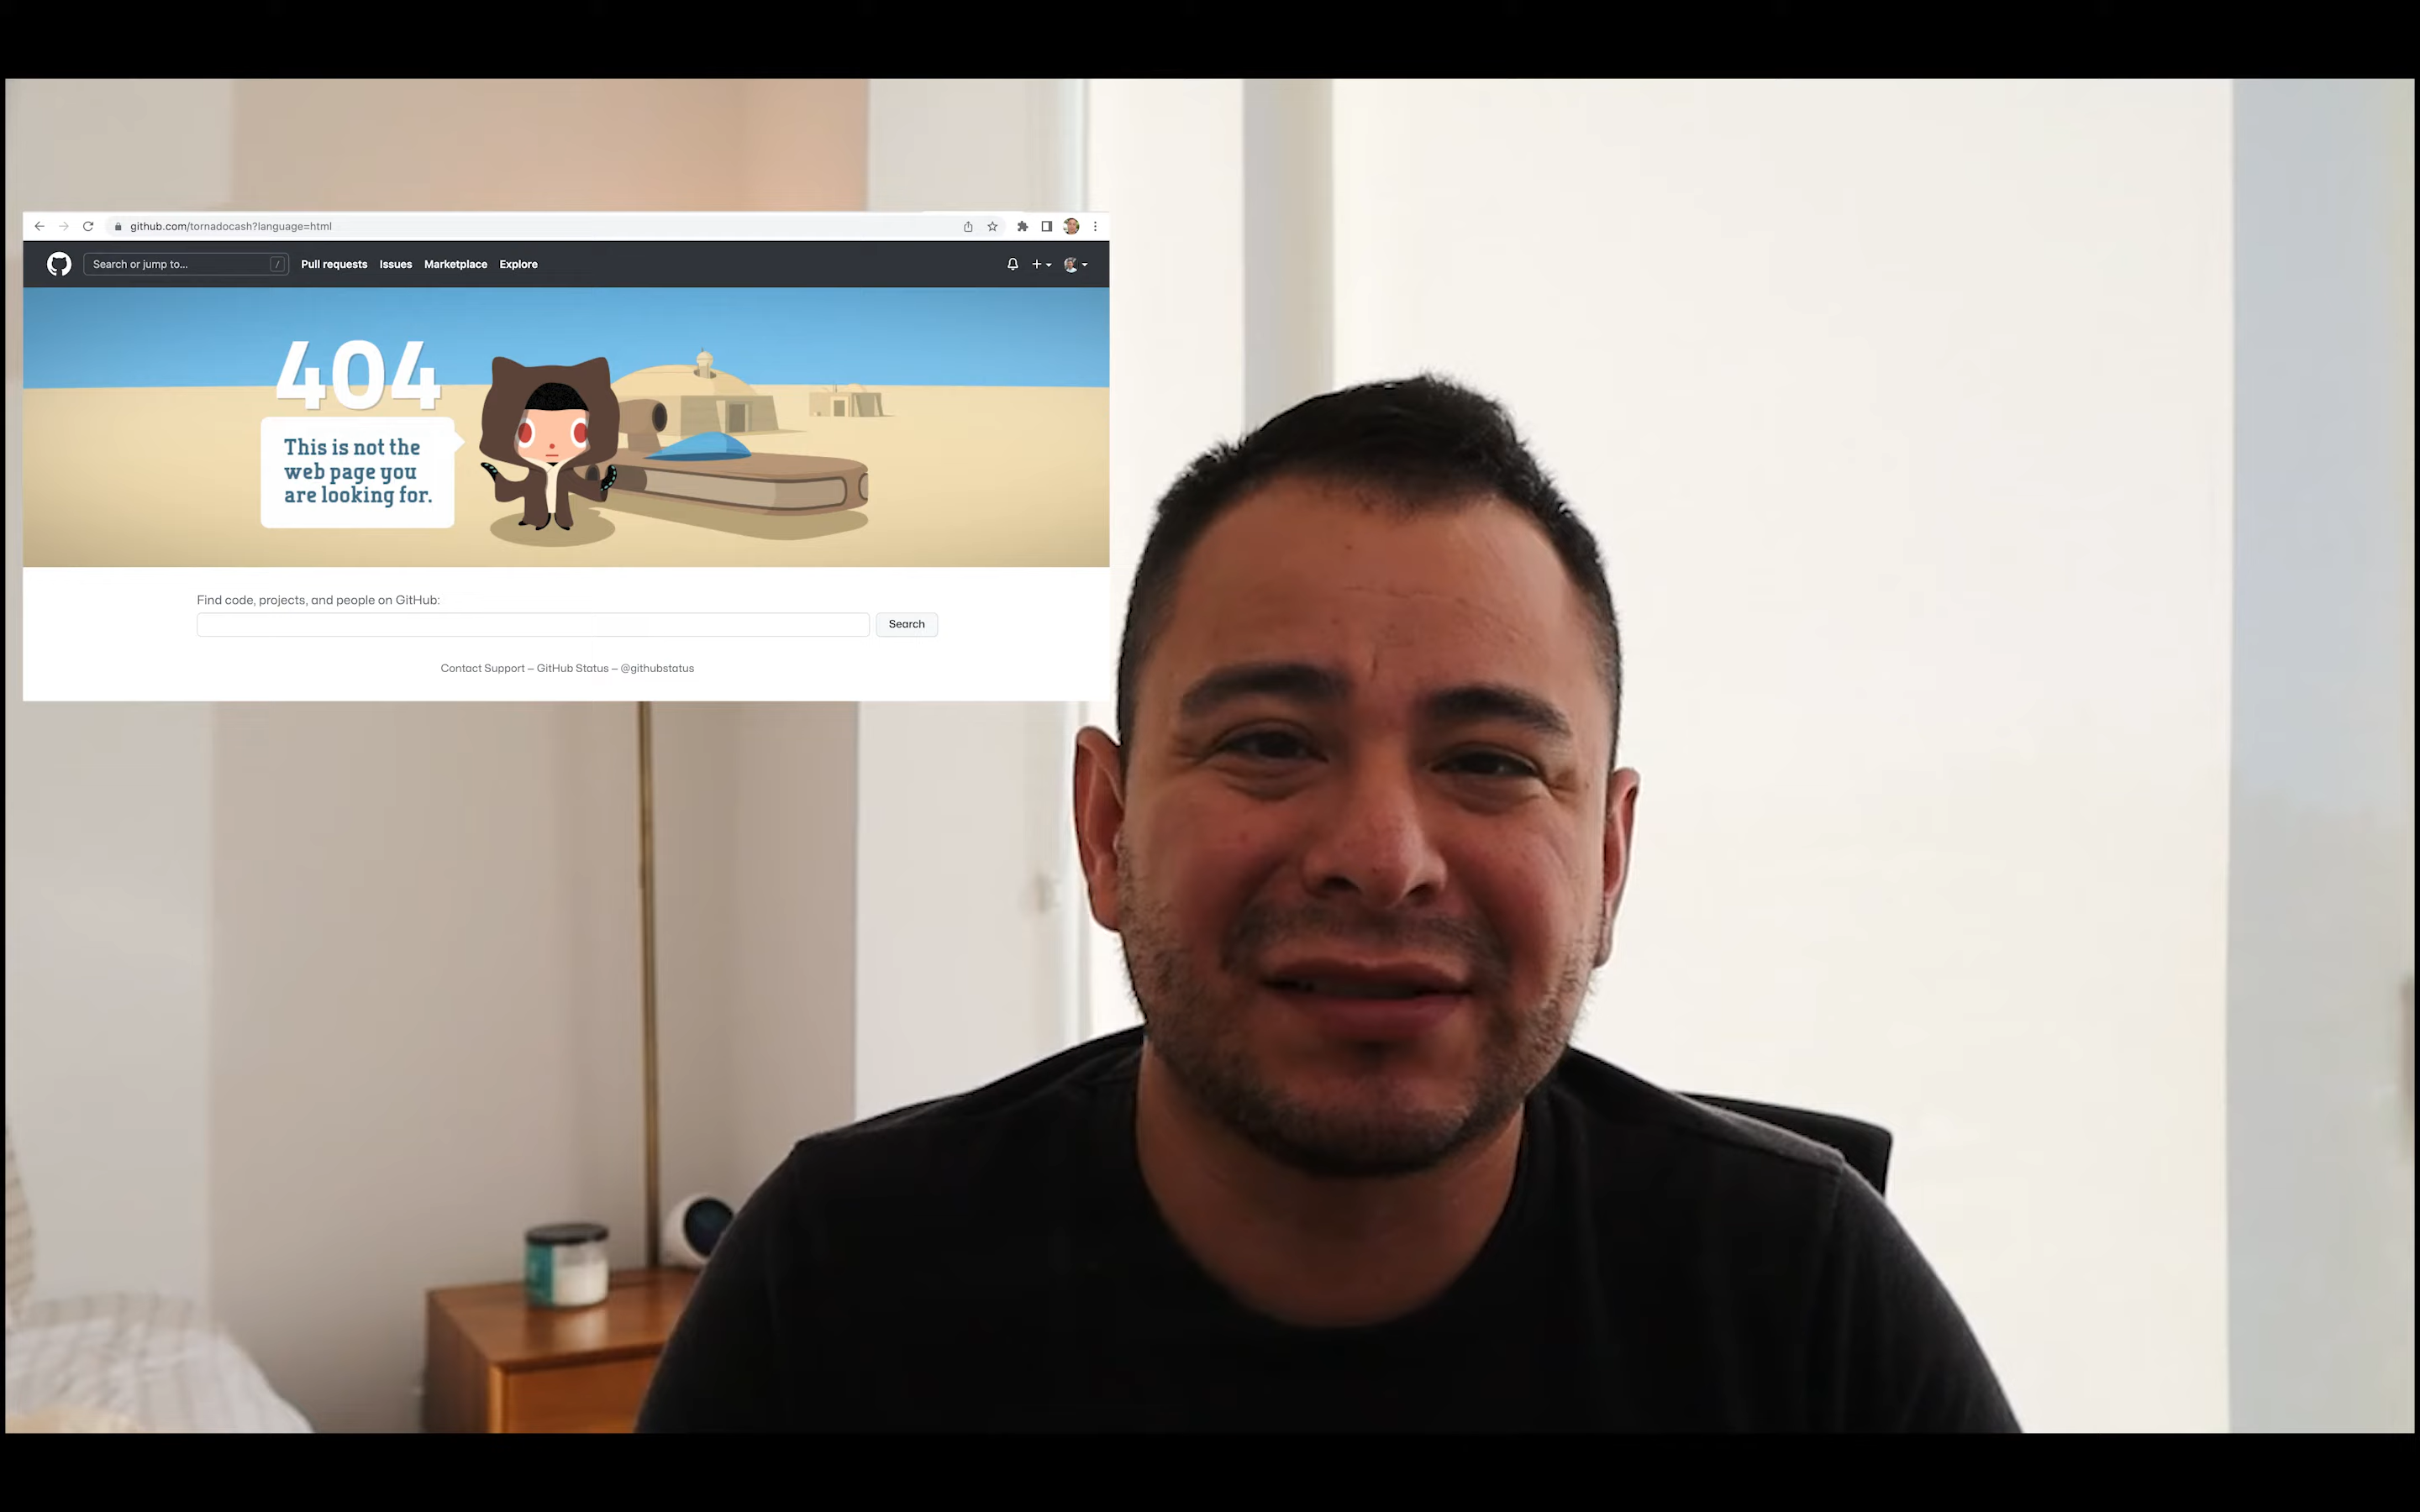 github.com/tornadocash?language=html
Search or jump to... /
Pull requests Issues Marketplace Explore
404
This is not the
web page you
are looking for.
Find code, projects, and people on GitHub:
Search
Contact Support – GitHub Status – @githubstatus